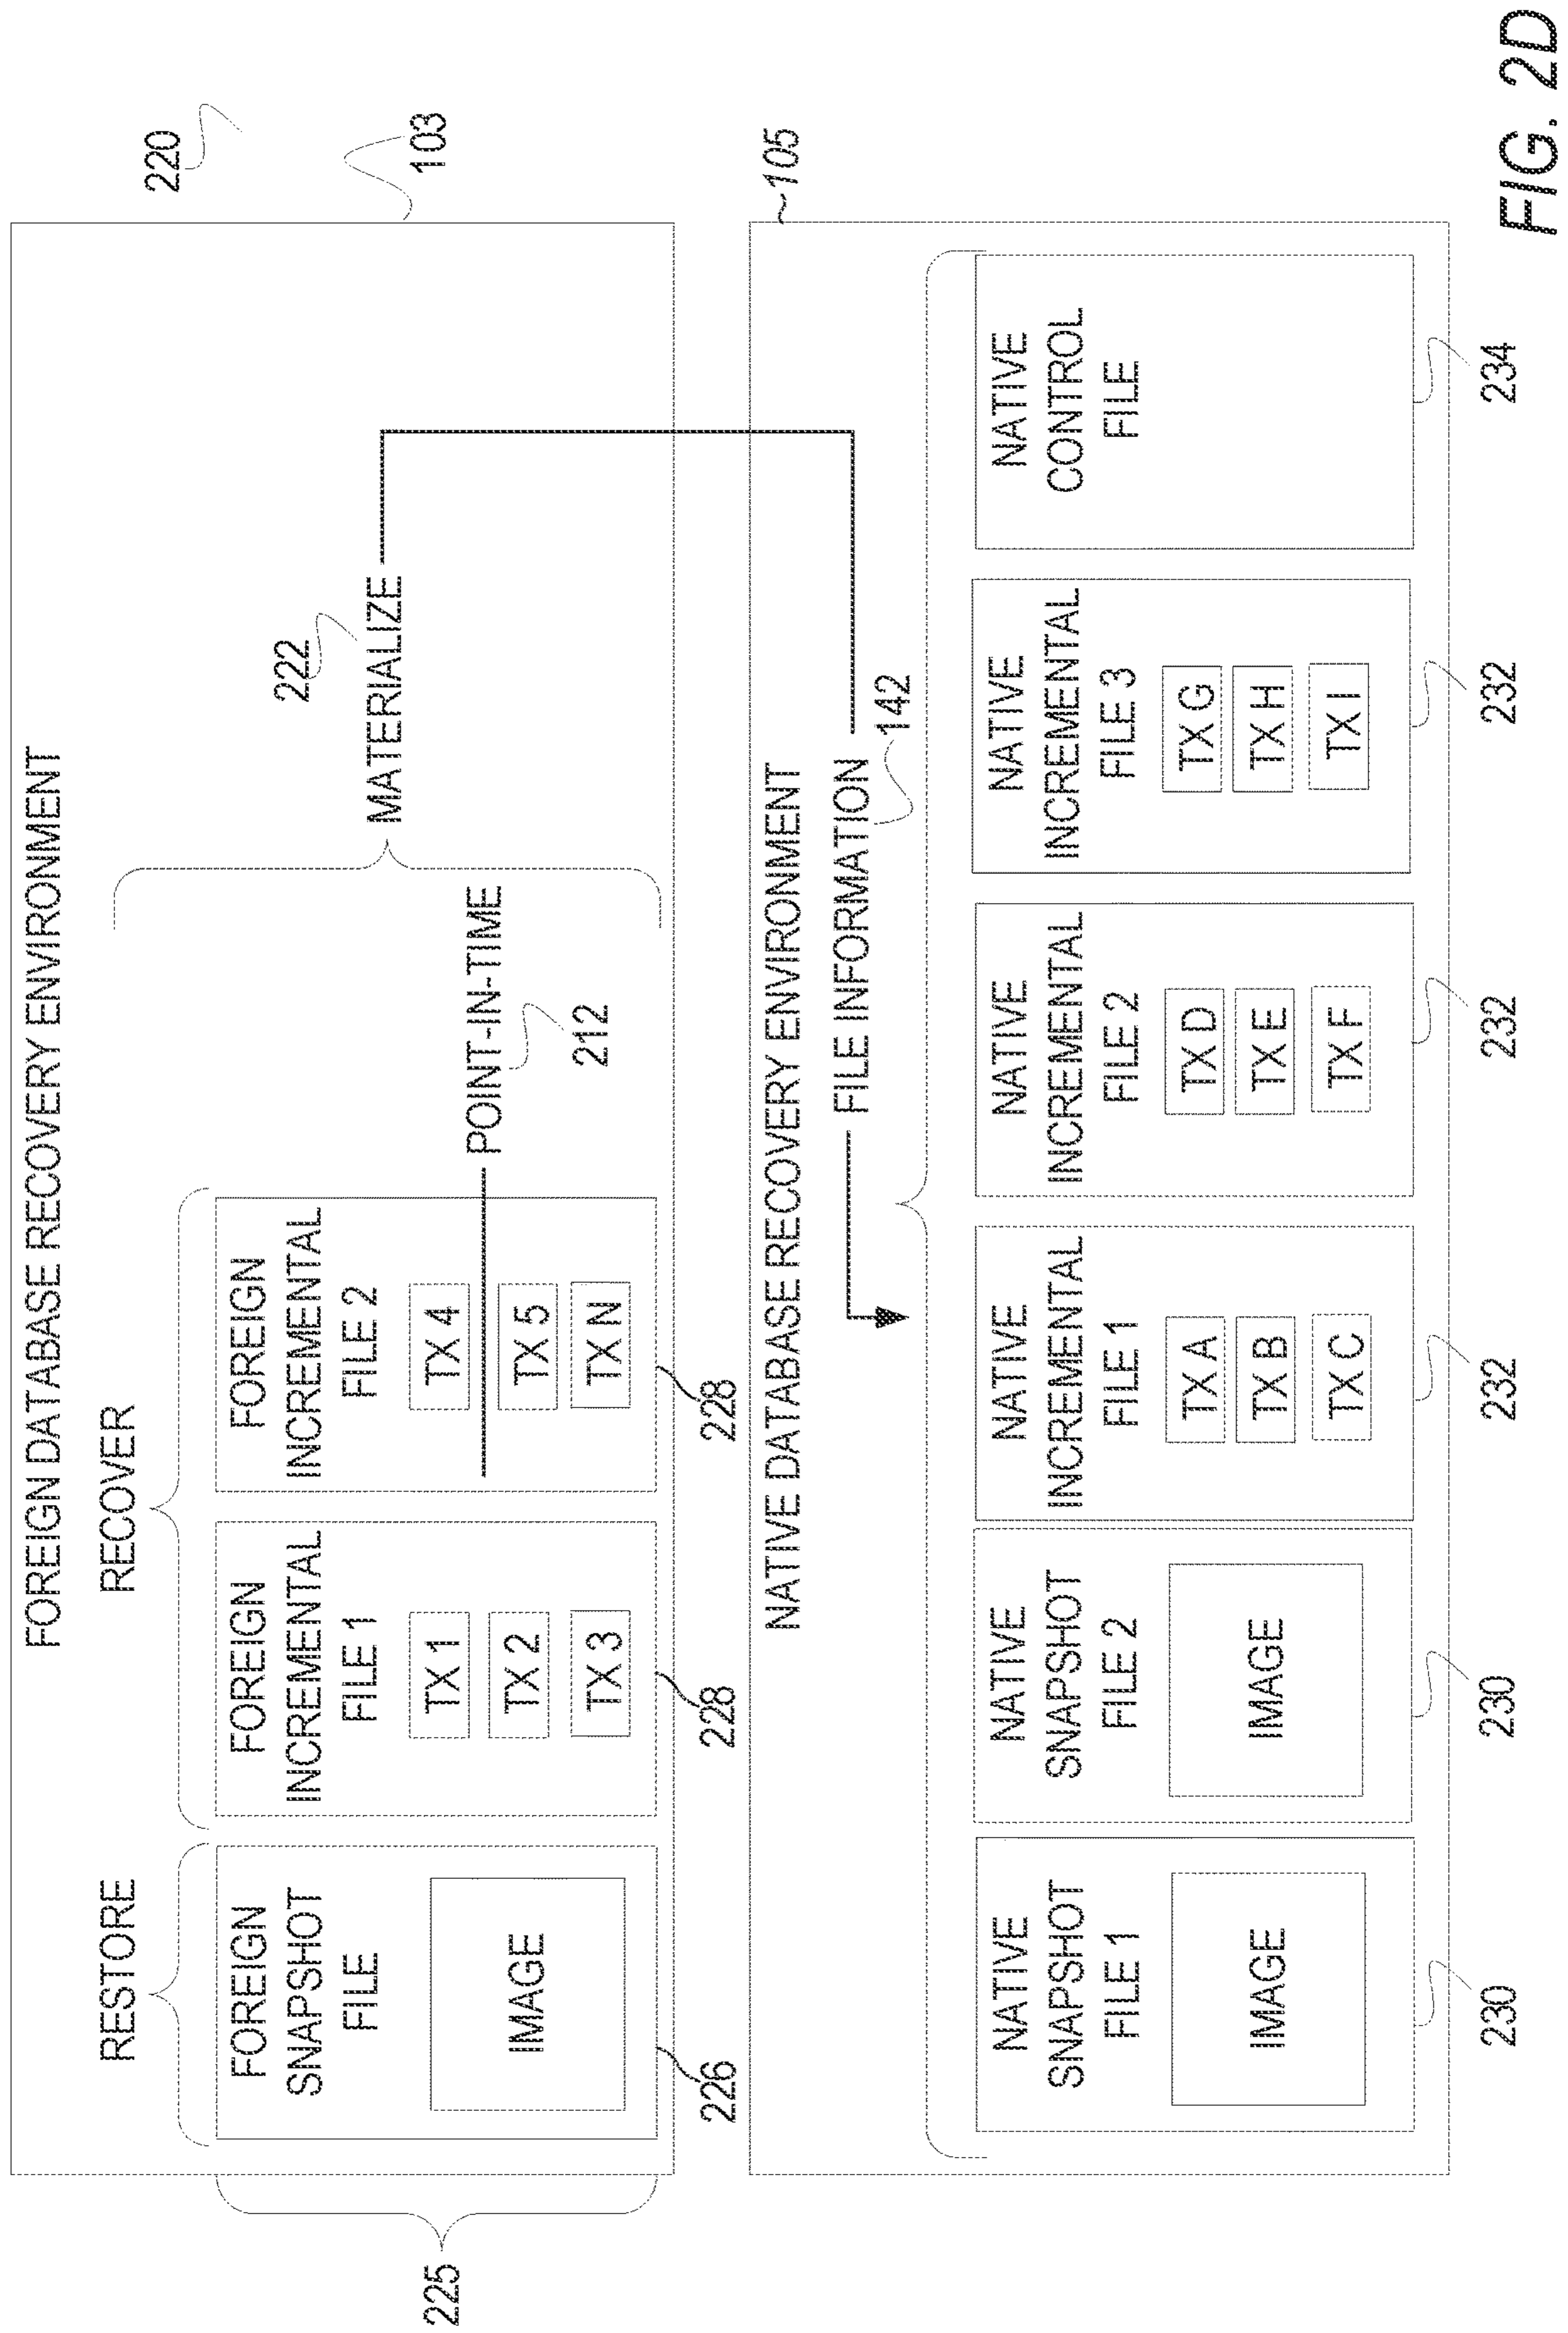 220
103
FOREIGN DATABASE RECOVERY ENVIRONMENT
RESTORE
RECOVER
225
FOREIGN
SNAPSHOT
FILE
IMAGE
226
FOREIGN
INCREMENTAL
FILE 1
TX 1
TX 2
TX 3
228
FOREIGN
INCREMENTAL
FILE 2
TX 4
TX 5
TX N
228
POINT-IN-TIME
212
222
MATERIALIZE
~105
NATIVE DATABASE RECOVERY ENVIRONMENT
FILE INFORMATION
142
NATIVE
SNAPSHOT
FILE 1
IMAGE
230
NATIVE
SNAPSHOT
FILE 2
IMAGE
230
NATIVE
INCREMENTAL
FILE 1
TX A
TX B
TX C
232
NATIVE
INCREMENTAL
FILE 2
TX D
TX E
TX F
232
NATIVE
INCREMENTAL
FILE 3
TX G
TX H
TX I
232
NATIVE
CONTROL
FILE
234
FIG. 2D